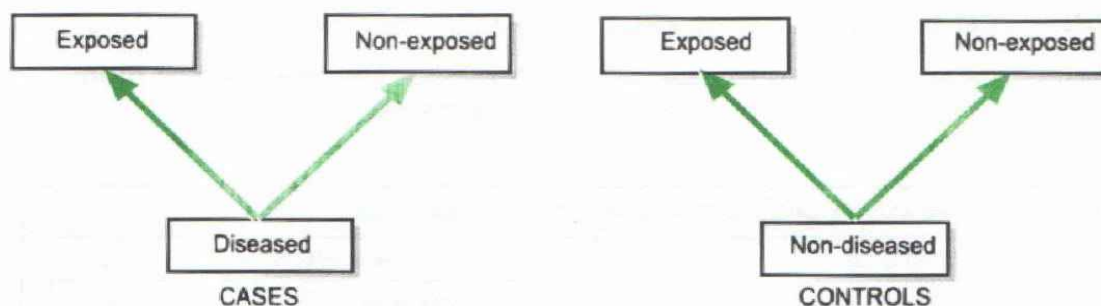 Exposed Non-exposed Exposed Non-exposed
Diseased Non-diseased
CASES CONTROLS